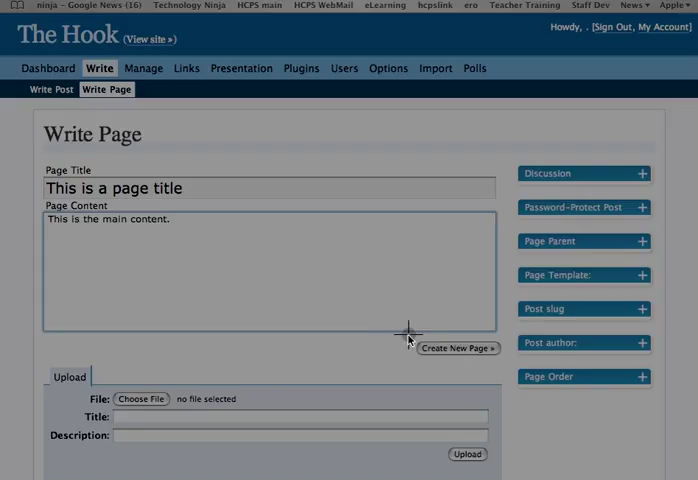 ninja – Google News (16) Technology Ninja HCPS main HCPS WebMail eLearning hcpslink ero Teacher Training Staff Dev News Apple
The Hook (View site »)
Howdy, . [Sign Out, My Account]
Dashboard Write Manage Links Presentation Plugins Users Options Import Polls
Write Post Write Page
Write Page
Page Title
This is a page title
Page Content
This is the main content.
Create New Page »
Discussion +
Password-Protect Post +
Page Parent +
Page Template: +
Post slug +
Post author: +
Page Order +
Upload
File: Choose File no file selected
Title:
Description:
Upload